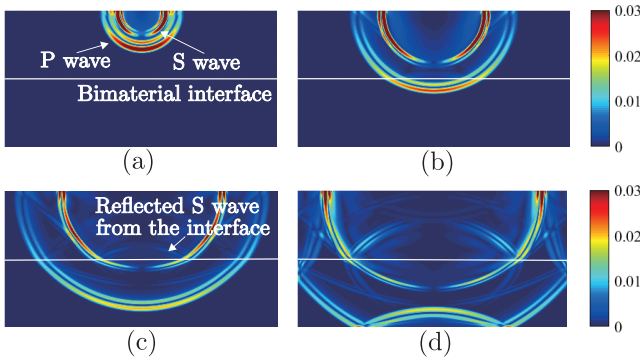 P wave
S wave
Bimaterial interface
0.03
0.02
0.01
0
(a)
(b)
Reflected S wave
from the interface
0.03
0.02
0.01
0
(c)
(d)